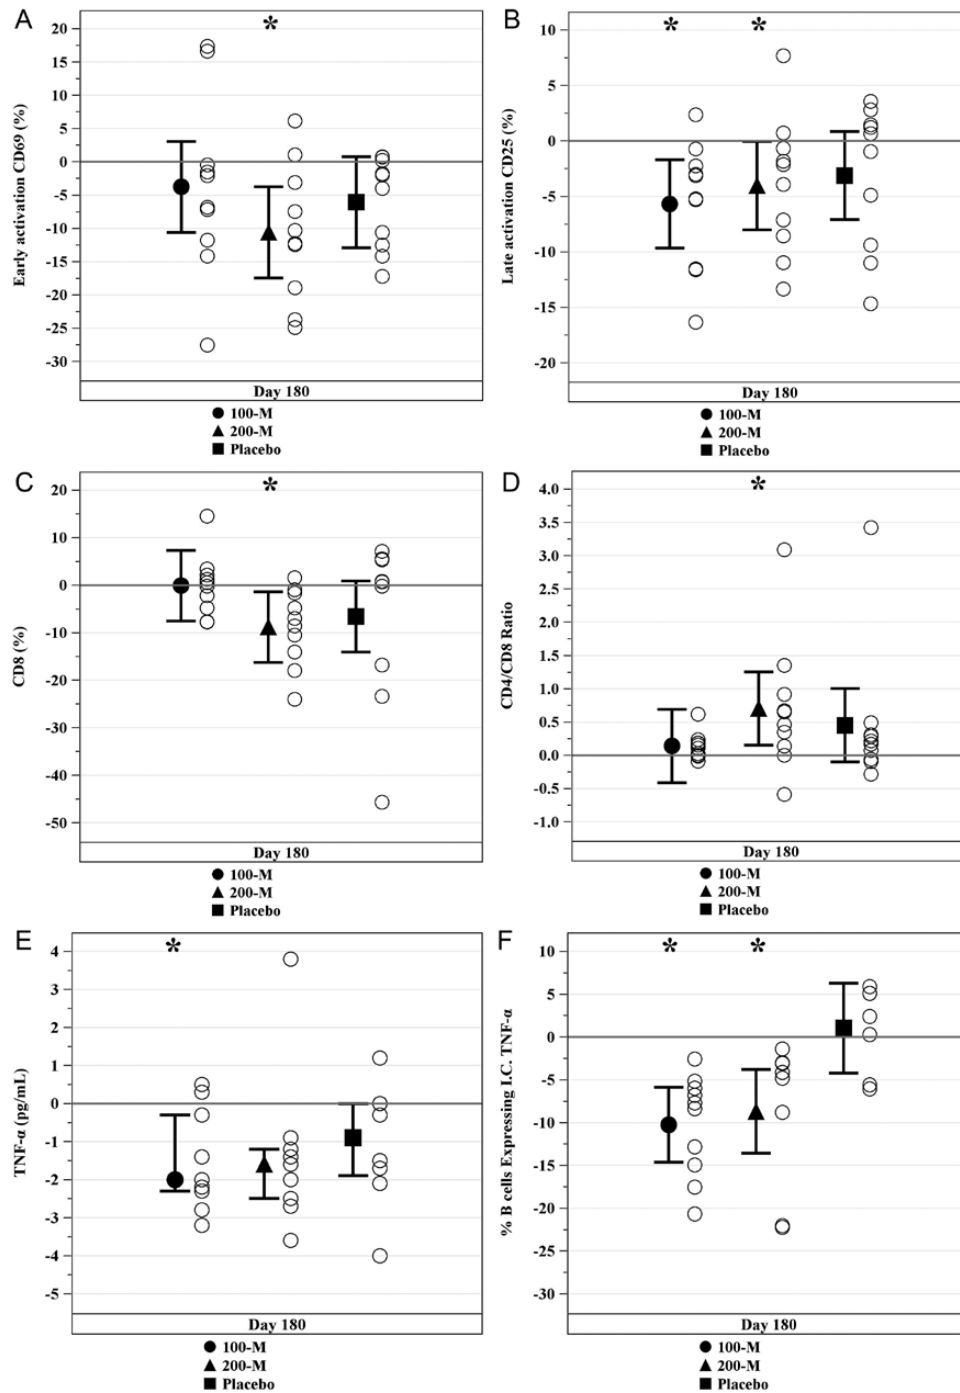 A
*
20
15
10
5
0
-5
-10
-15
-20
-25
-30
Early activation CD69 (%)
Day 180
100-M
200-M
Placebo
B
* *
10
5
0
-5
-10
-15
-20
Late activation CD25 (%)
Day 180
100-M
200-M
Placebo
C
*
20
10
0
-10
-20
-30
-40
-50
CD8 (%)
Day 180
100-M
200-M
Placebo
D
*
4.0
3.5
3.0
2.5
2.0
1.5
1.0
0.5
0.0
-0.5
-1.0
CD4/CD8 Ratio
Day 180
100-M
200-M
Placebo
E
*
4
3
2
1
0
-1
-2
-3
-4
-5
TNF-α (pg/mL)
Day 180
100-M
200-M
Placebo
F
* *
10
5
0
-5
-10
-15
-20
-25
-30
% B cells Expressing I.C. TNF-α
Day 180
100-M
200-M
Placebo